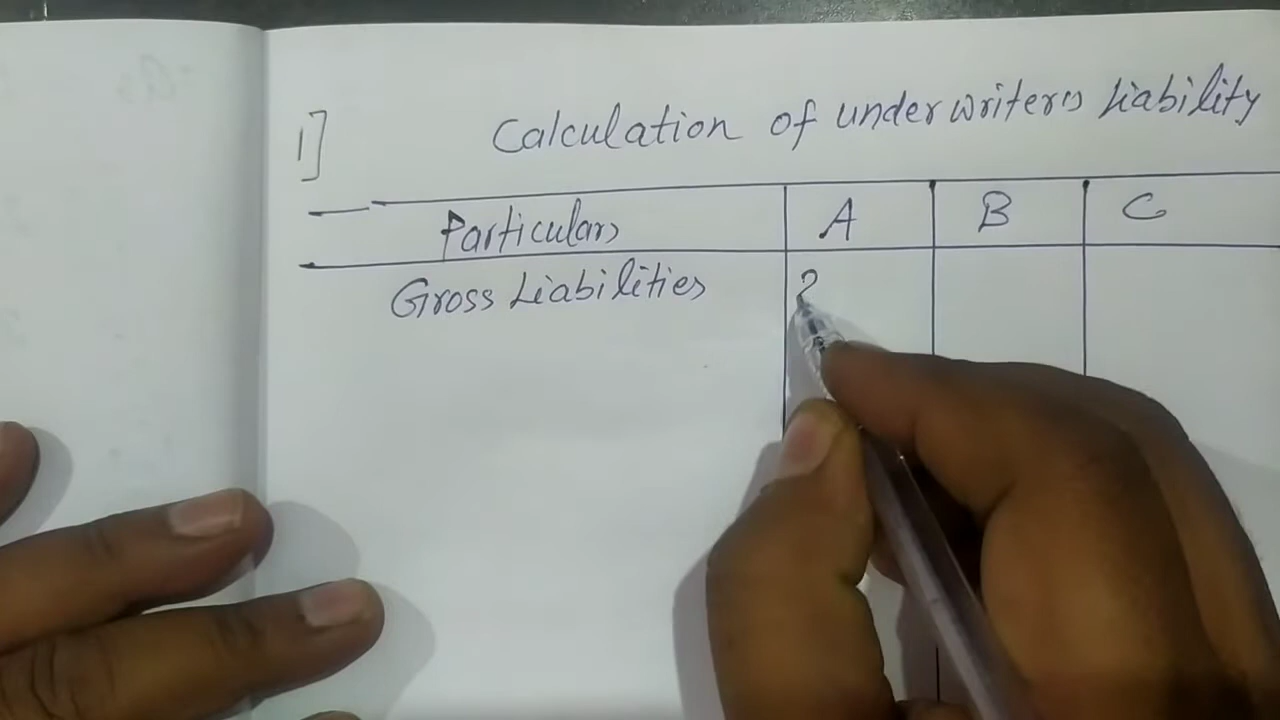 1]
Calculation of underwriters Liability
Particulars A B C
Gross Liabilities 2